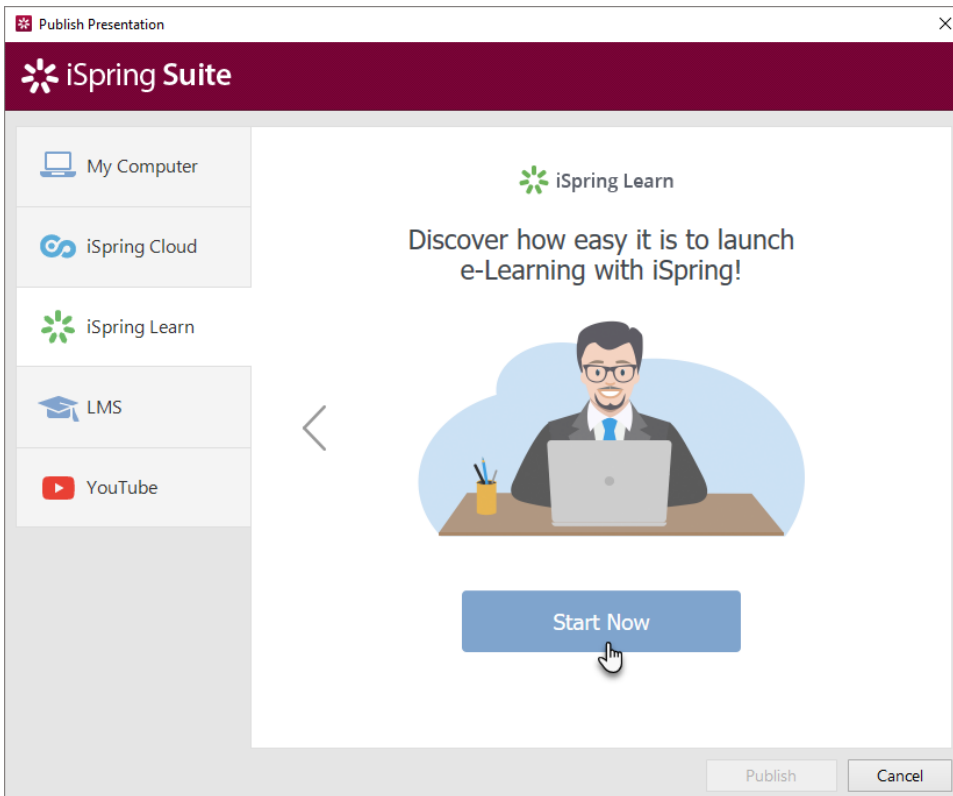 Publish Presentation
iSpring Suite
My Computer
iSpring Cloud
iSpring Learn
LMS
YouTube
iSpring Learn
Discover how easy it is to launch
e-Learning with iSpring!
Start Now
Publish
Cancel